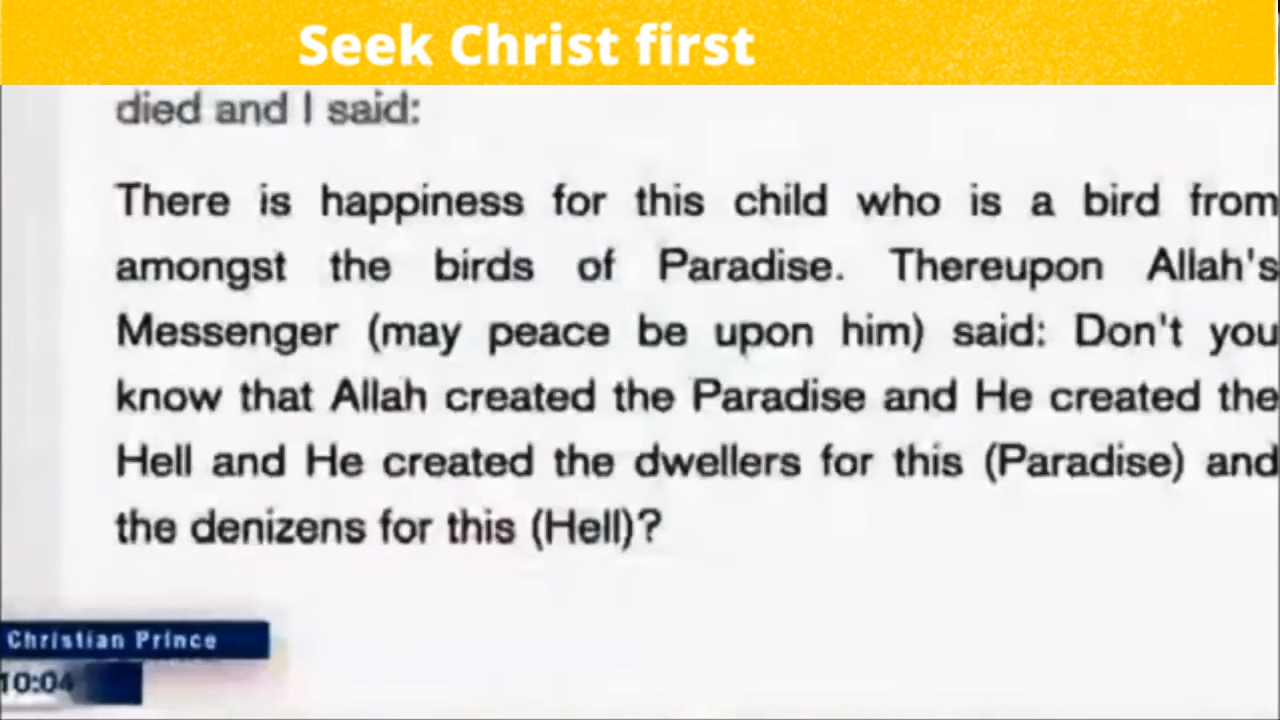 Seek Christ first
died and I said:
There is happiness for this child who is a bird from
amongst the birds of Paradise. Thereupon Allah's
Messenger (may peace be upon him) said: Don't you
know that Allah created the Paradise and He created the
Hell and He created the dwellers for this (Paradise) and
the denizens for this (Hell)?
Christian Prince
10:04